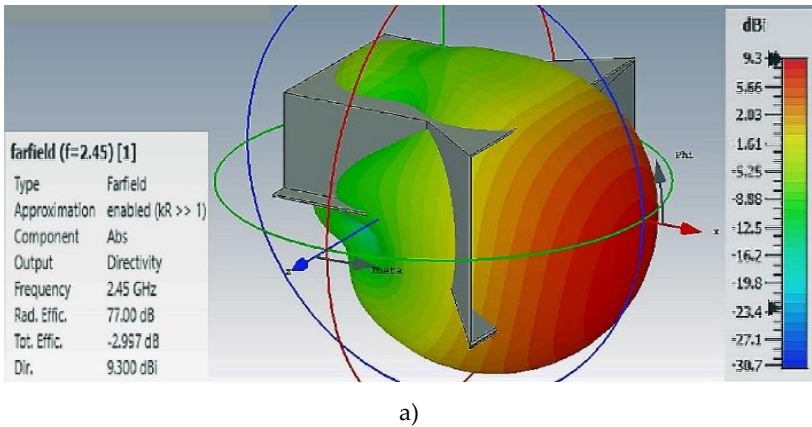 farfield (f=2.45) [1]
Type Farfield
Approximation enabled (kR >> 1)
Component Abs
Output Directivity
Frequency 2.45 GHz
Rad. Effic. 77.00 dB
Tot. Effic. -2.997 dB
Dir. 9.300 dBi
z
Theta
Phi
x
dBi
9.3
5.66
2.03
-1.61
-5.25
-8.88
-12.5
-16.2
-19.8
-23.4
-27.1
-30.7
a)